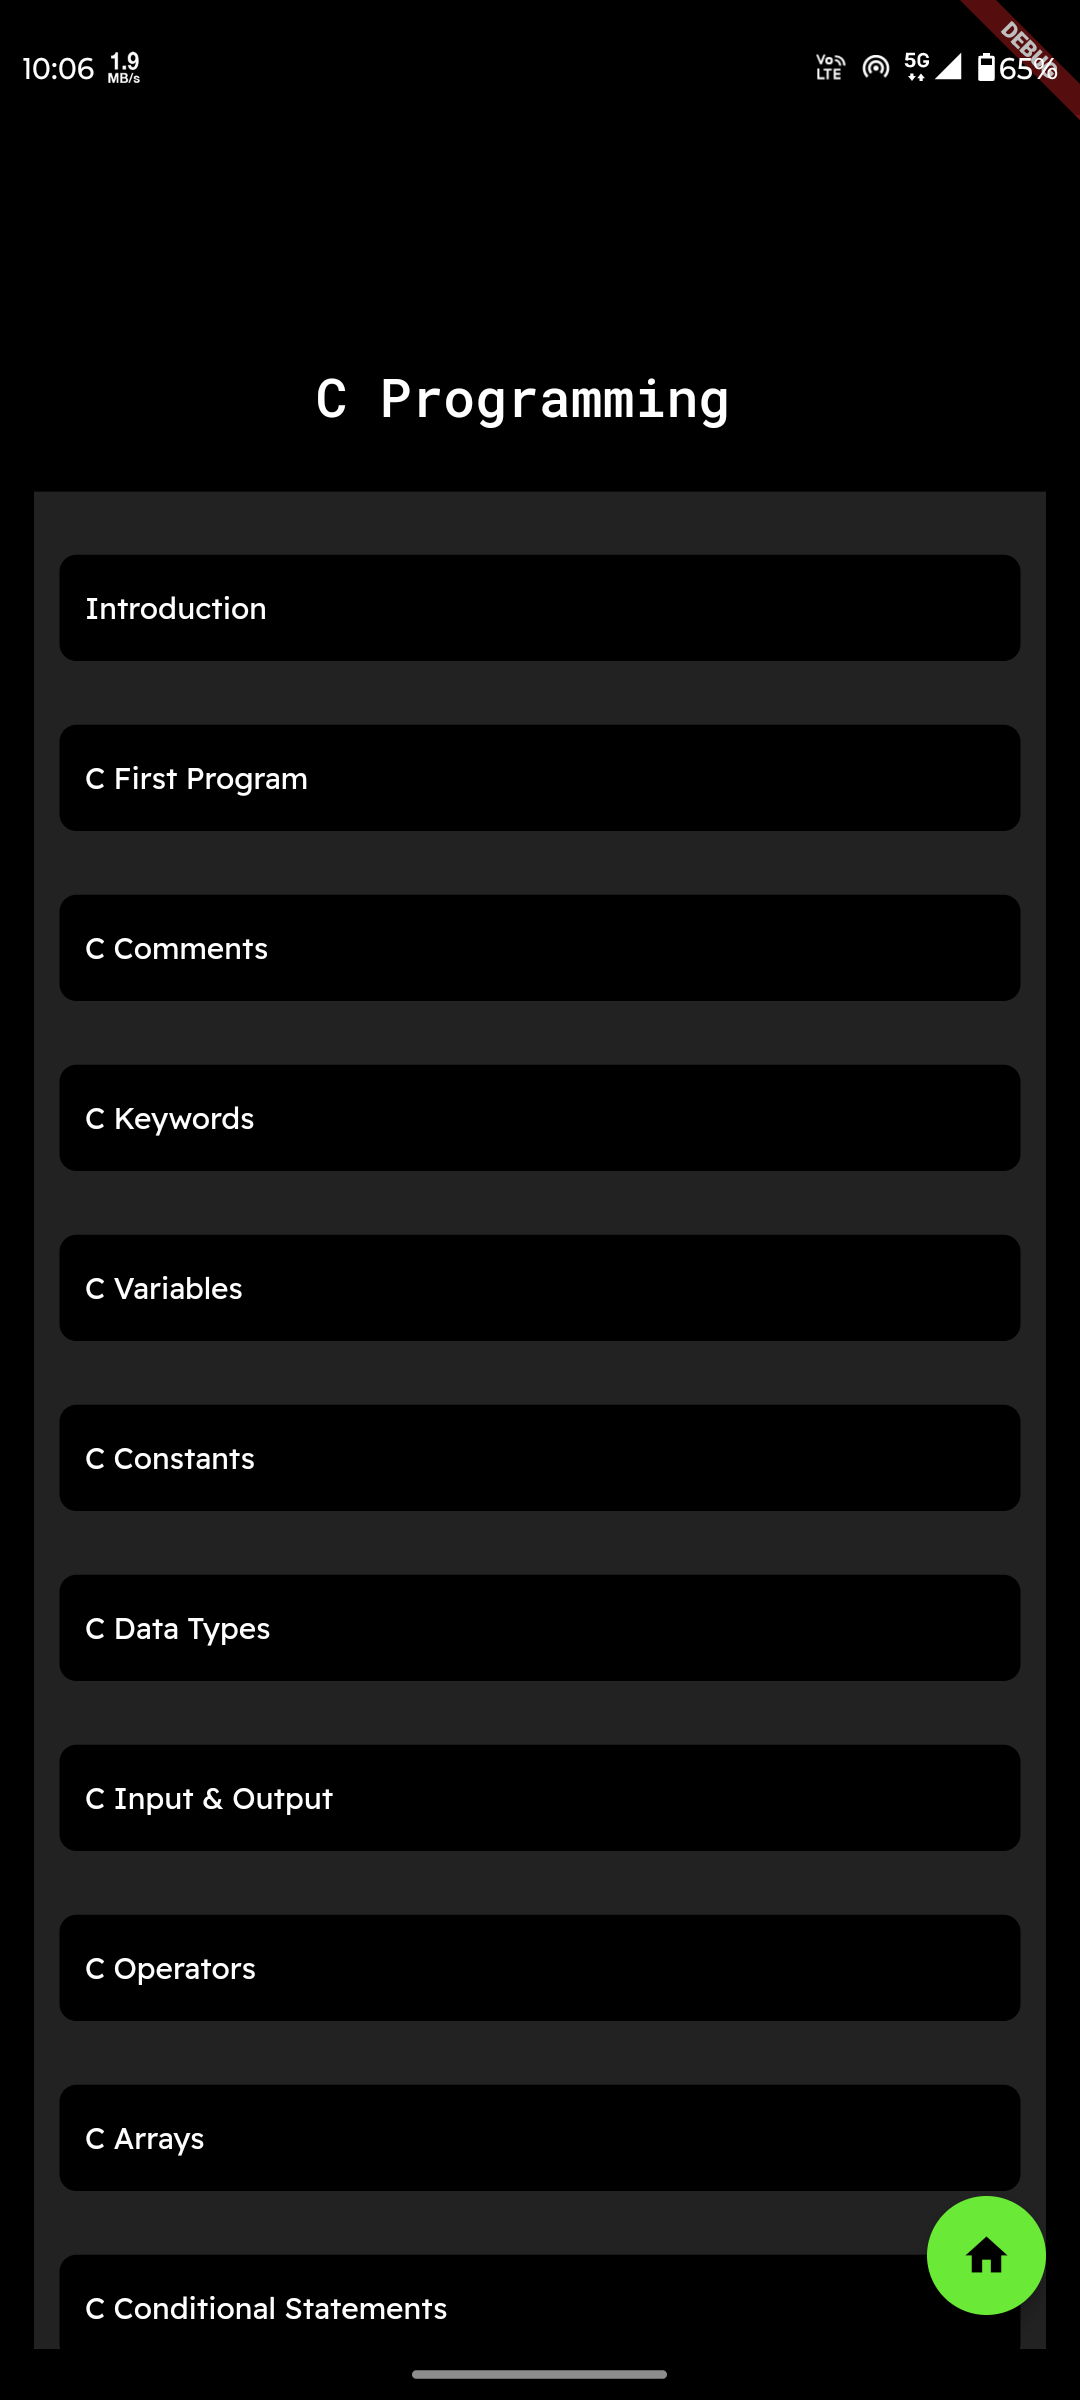 10:06 1.9 MB/s Vo LTE 5G 65%
DEBUG
C Programming
Introduction
C First Program
C Comments
C Keywords
C Variables
C Constants
C Data Types
C Input & Output
C Operators
C Arrays
C Conditional Statements